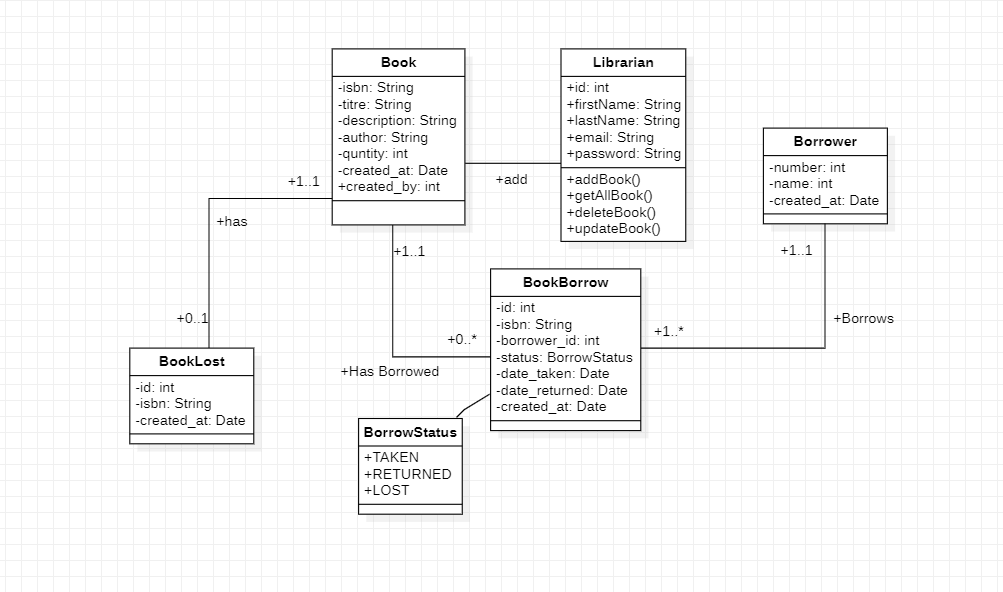 Book
-isbn: String
-titre: String
-description: String
-author: String
-quntity: int
-created_at: Date
+created_by: int
Librarian
+id: int
+firstName: String
+lastName: String
+email: String
+password: String
+addBook()
+getAllBook()
+deleteBook()
+updateBook()
Borrower
-number: int
-name: int
-created_at: Date
+add
+1..1
+has
+0..1
+1..1
+0..*
+Has Borrowed
+1..1
+Borrows
+1..*
BookBorrow
-id: int
-isbn: String
-borrower_id: int
-status: BorrowStatus
-date_taken: Date
-date_returned: Date
-created_at: Date
BookLost
-id: int
-isbn: String
-created_at: Date
BorrowStatus
+TAKEN
+RETURNED
+LOST